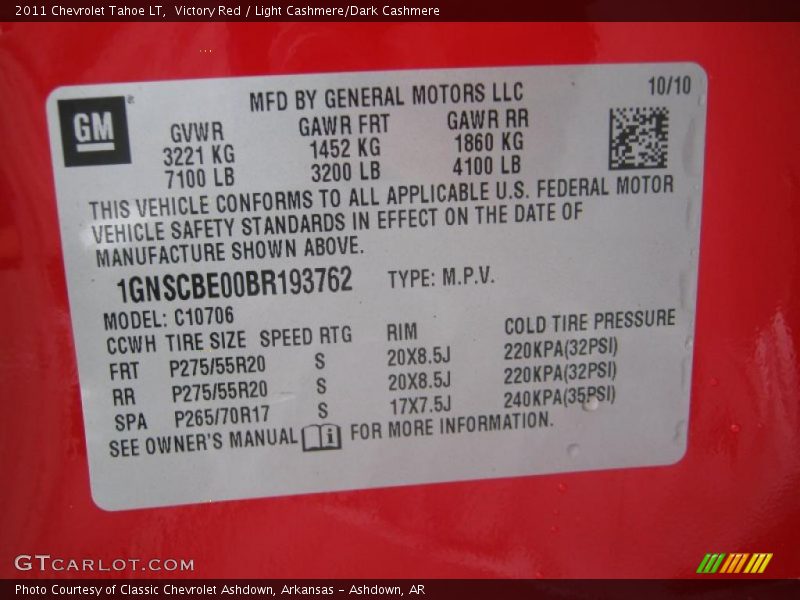 2011 Chevrolet Tahoe LT, Victory Red / Light Cashmere/Dark Cashmere
GM
MFD BY GENERAL MOTORS LLC
10/10
GVWR GAWR FRT GAWR RR
3221 KG 1452 KG 1860 KG
7100 LB 3200 LB 4100 LB
THIS VEHICLE CONFORMS TO ALL APPLICABLE U.S. FEDERAL MOTOR
VEHICLE SAFETY STANDARDS IN EFFECT ON THE DATE OF
MANUFACTURE SHOWN ABOVE.
1GNSCBE00BR193762 TYPE: M.P.V.
MODEL: C10706
CCWH TIRE SIZE SPEED RTG RIM COLD TIRE PRESSURE
FRT P275/55R20 S 20X8.5J 220KPA(32PSI)
RR P275/55R20 S 20X8.5J 220KPA(32PSI)
SPA P265/70R17 S 17X7.5J 240KPA(35PSI)
SEE OWNER'S MANUAL FOR MORE INFORMATION.
GTCARLOT.COM
Photo Courtesy of Classic Chevrolet Ashdown, Arkansas - Ashdown, AR